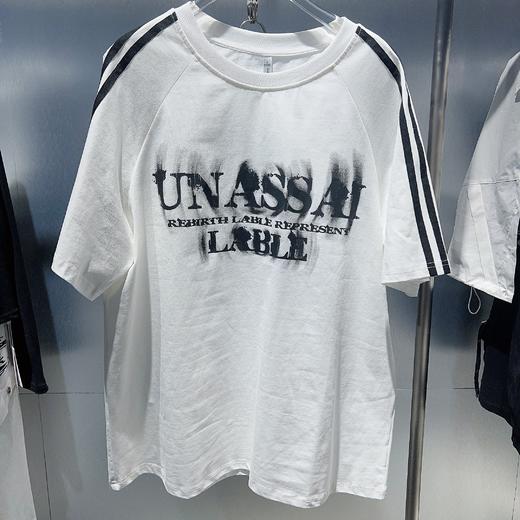 UNASSAI
REBIRTH LABLE REPRESENT
LABLE